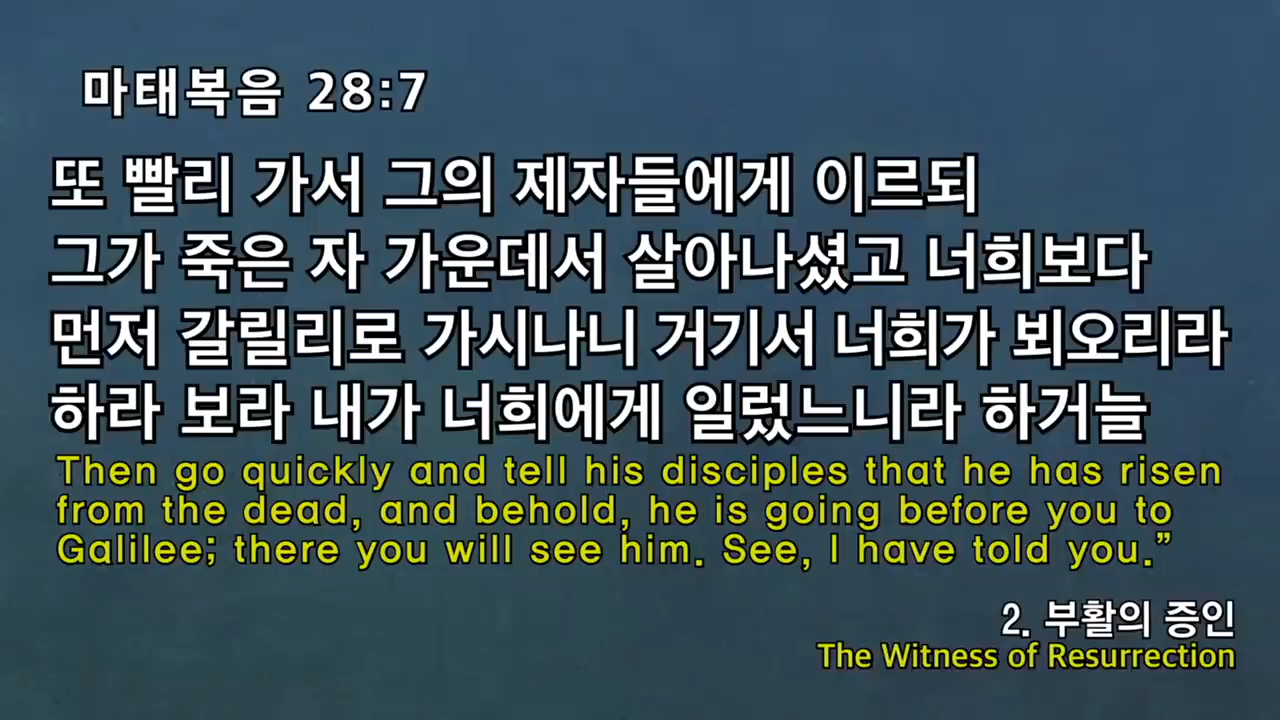 마태복음 28:7
또 빨리 가서 그의 제자들에게 이르되
그가 죽은 자 가운데서 살아나셨고 너희보다
먼저 갈릴리로 가시나니 거기서 너희가 뵈오리라
하라 보라 내가 너희에게 일렀느니라 하거늘
Then go quickly and tell his disciples that he has risen
from the dead, and behold, he is going before you to
Galilee; there you will see him. See, I have told you.”
2. 부활의 증인
The Witness of Resurrection